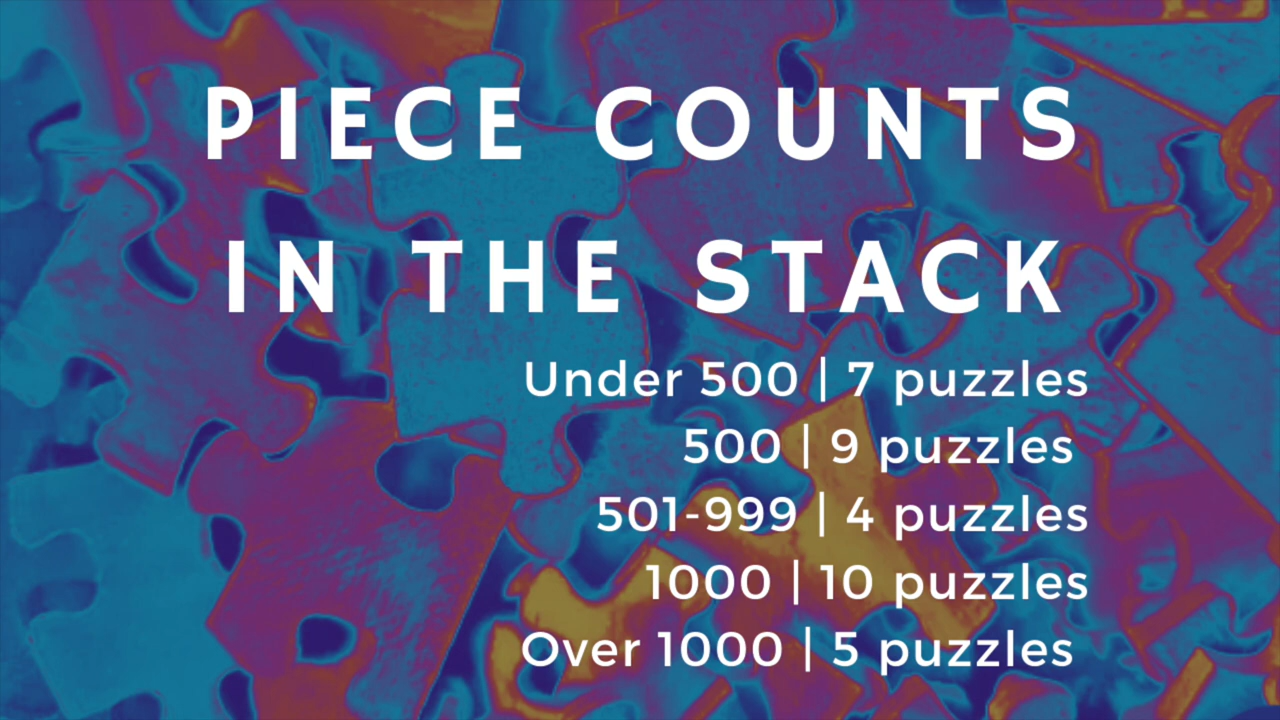 PIECE COUNTS
IN THE STACK
Under 500 | 7 puzzles
500 | 9 puzzles
501-999 | 4 puzzles
1000 | 10 puzzles
Over 1000 | 5 puzzles